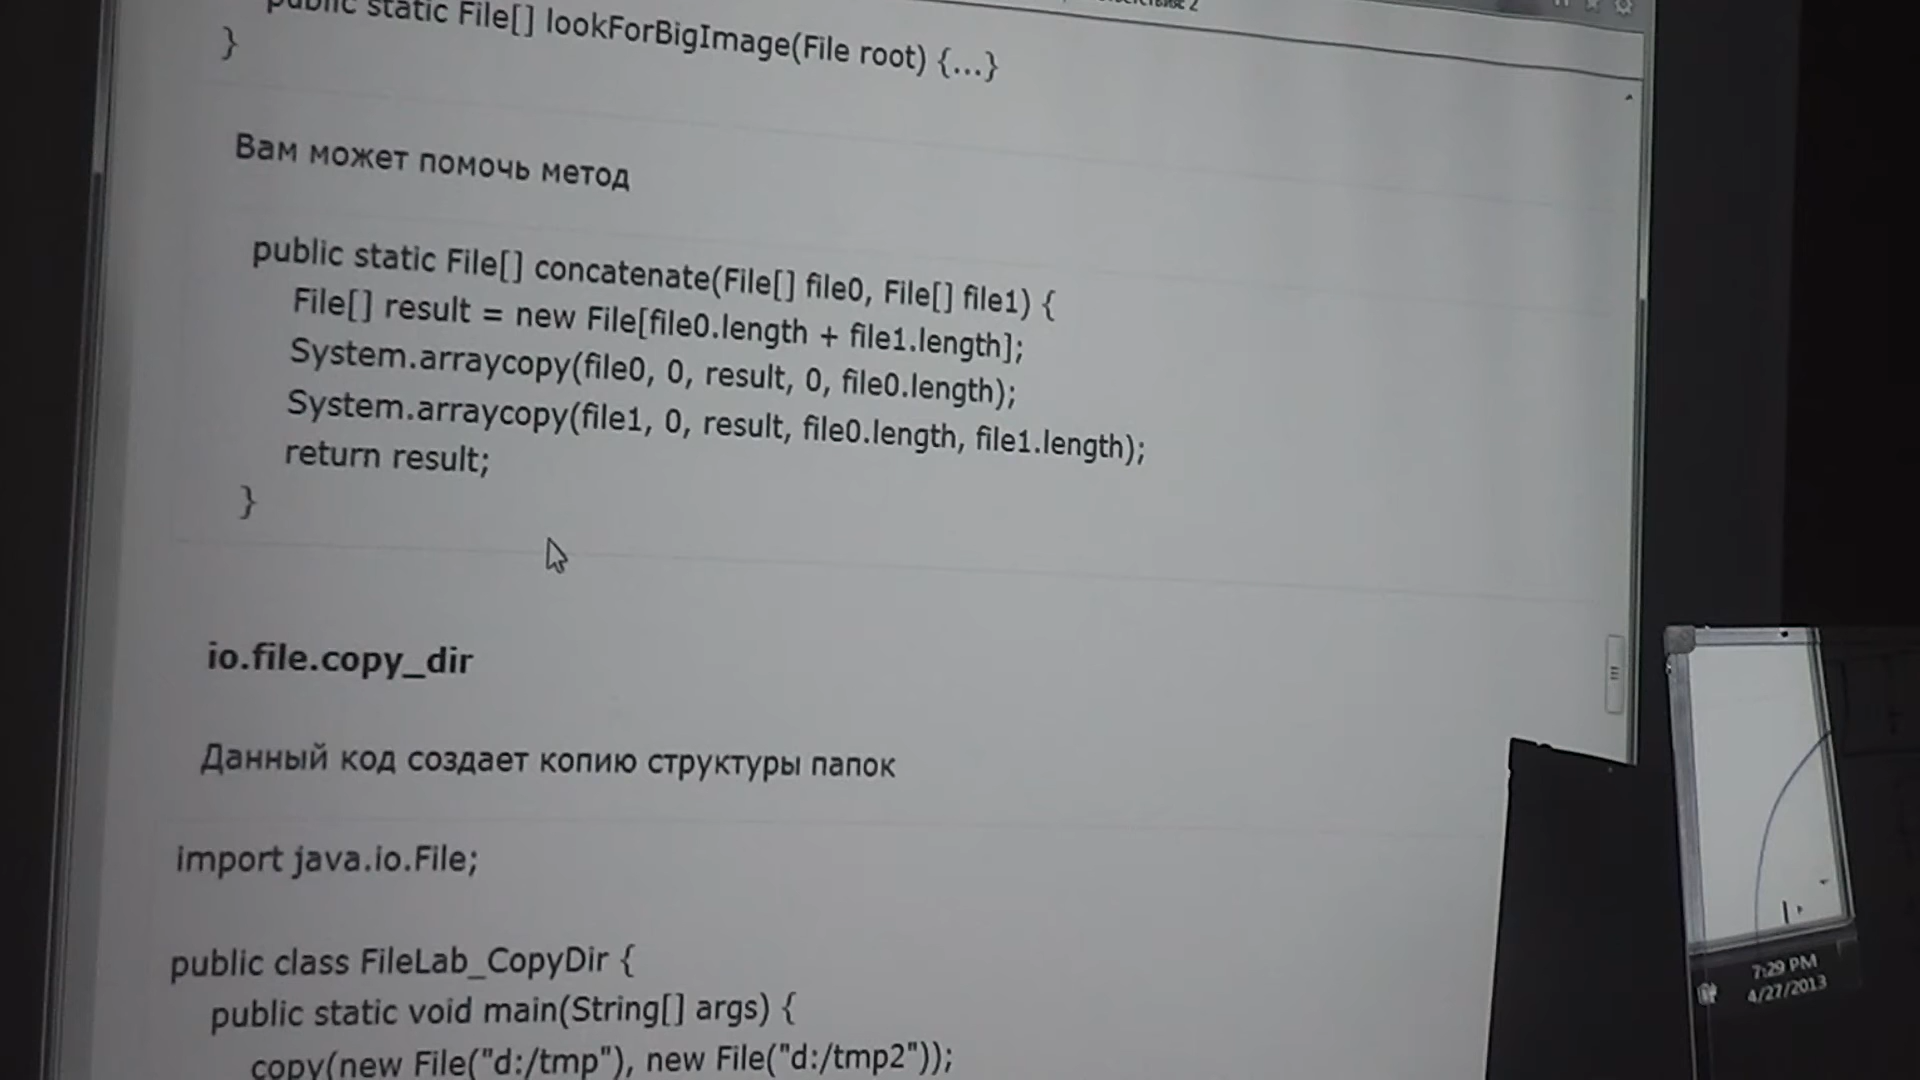 public static File[] lookForBigImage(File root) {...}
}
Вам может помочь метод
public static File[] concatenate(File[] file0, File[] file1) {
File[] result = new File[file0.length + file1.length];
System.arraycopy(file0, 0, result, 0, file0.length);
System.arraycopy(file1, 0, result, file0.length, file1.length);
return result;
}
io.file.copy_dir
Данный код создает копию структуры папок
import java.io.File;
public class FileLab_CopyDir {
public static void main(String[] args) {
copy(new File("d:/tmp"), new File("d:/tmp2"));
7:29 PM
4/27/2013